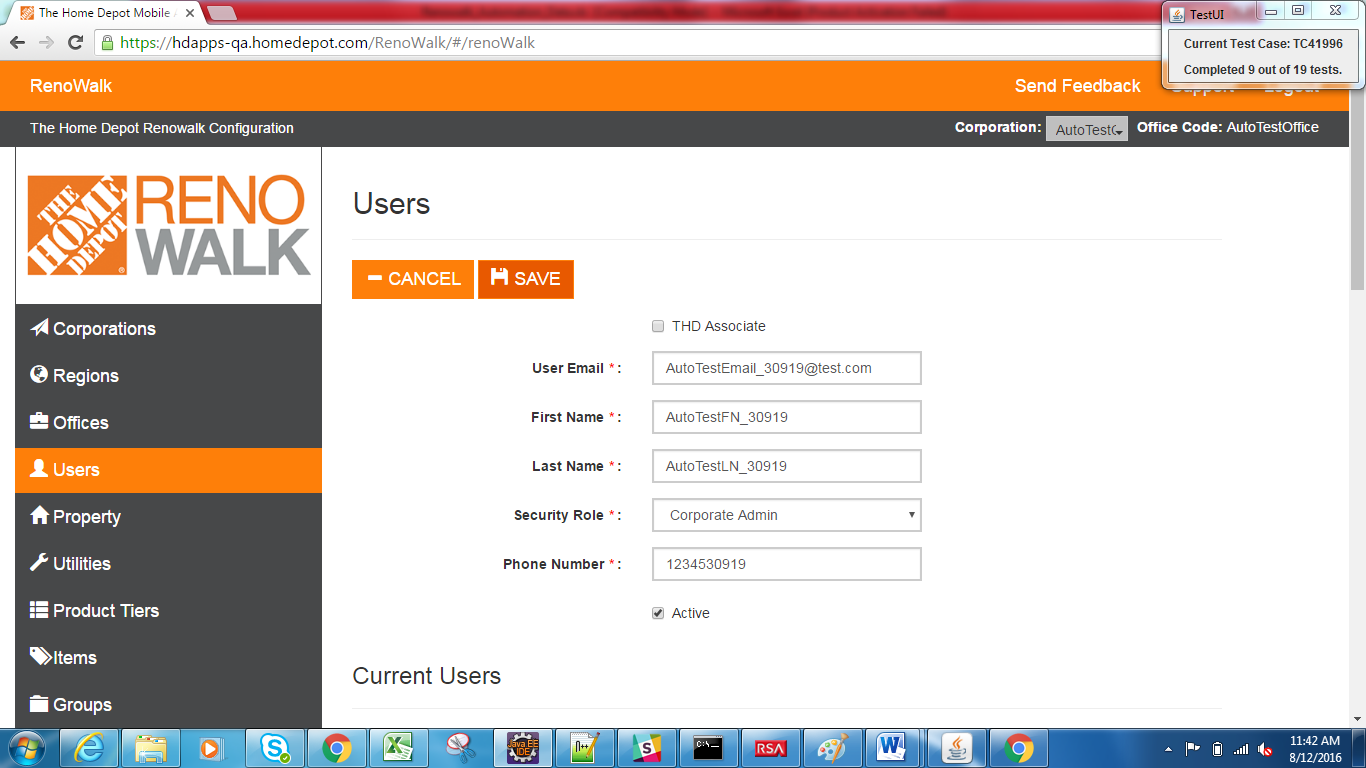 The Home Depot Mobile
TestUI
https://hdapps-qa.homedepot.com/RenoWalk/#/renoWalk
Current Test Case: TC41996
Completed 9 out of 19 tests.
RenoWalk
Send Feedback
Support
Logout
The Home Depot Renowalk Configuration
Corporation: AutoTestC
Office Code: AutoTestOffice
THE HOME DEPOT
RENO
WALK
Users
CANCEL
SAVE
THD Associate
User Email * : AutoTestEmail_30919@test.com
First Name * : AutoTestFN_30919
Last Name * : AutoTestLN_30919
Security Role * : Corporate Admin
Phone Number * : 1234530919
Active
Current Users
Corporations
Regions
Offices
Users
Property
Utilities
Product Tiers
Items
Groups
Java EE
IDE
C:\_
RSA
11:42 AM
8/12/2016